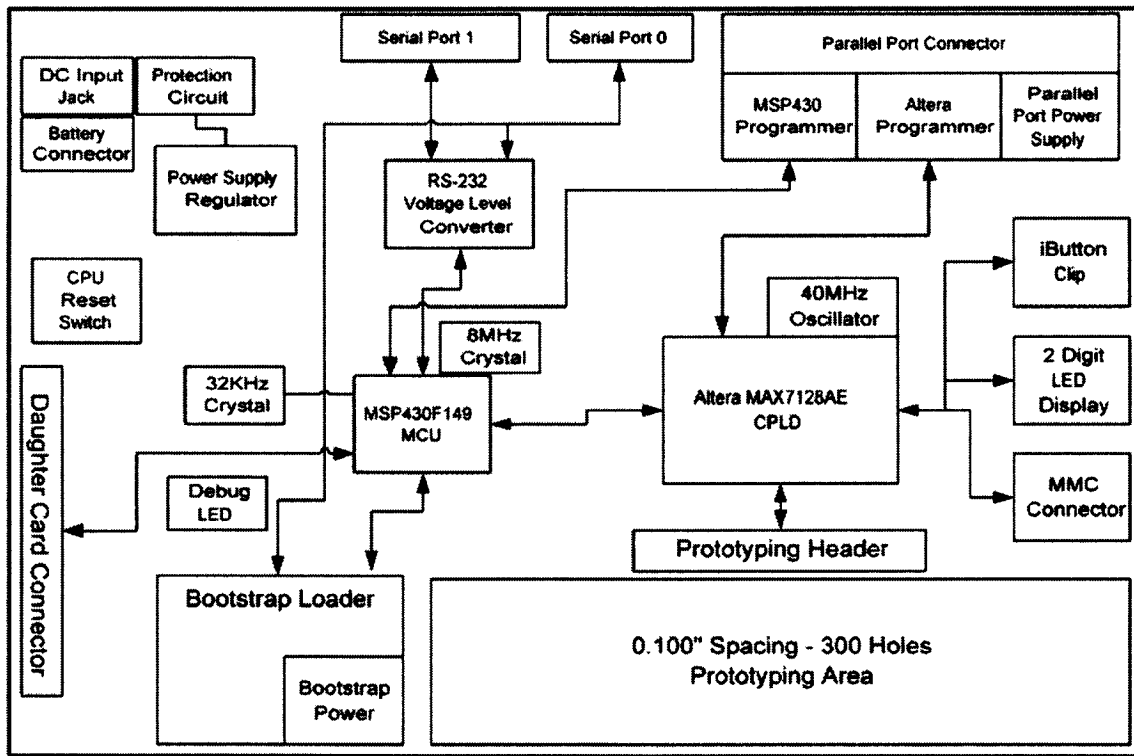 Serial Port 1
Serial Port 0
Parallel Port Connector
DC Input
Jack
Protection
Circuit
MSP430
Programmer
Altera
Programmer
Parallel
Port Power
Supply
Battery
Connector
Power Supply
Regulator
RS-232
Voltage Level
Converter
iButton
Clip
CPU
Reset
Switch
40MHz
Oscillator
8MHz
Crystal
2 Digit
LED
Display
32KHz
Crystal
MSP430F149
MCU
Altera MAX7128AE
CPLD
Daughter Card Connector
Debug
LED
MMC
Connector
Prototyping Header
Bootstrap Loader
Bootstrap
Power
0.100" Spacing - 300 Holes
Prototyping Area